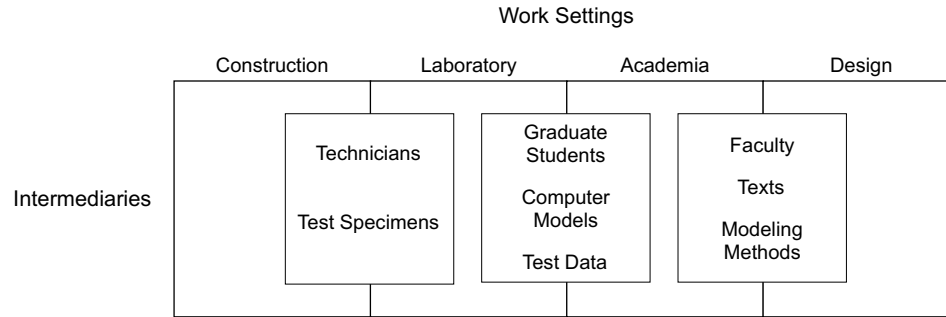 Work Settings
Construction
Laboratory
Academia
Design
Intermediaries
Technicians
Test Specimens
Graduate
Students
Computer
Models
Test Data
Faculty
Texts
Modeling
Methods